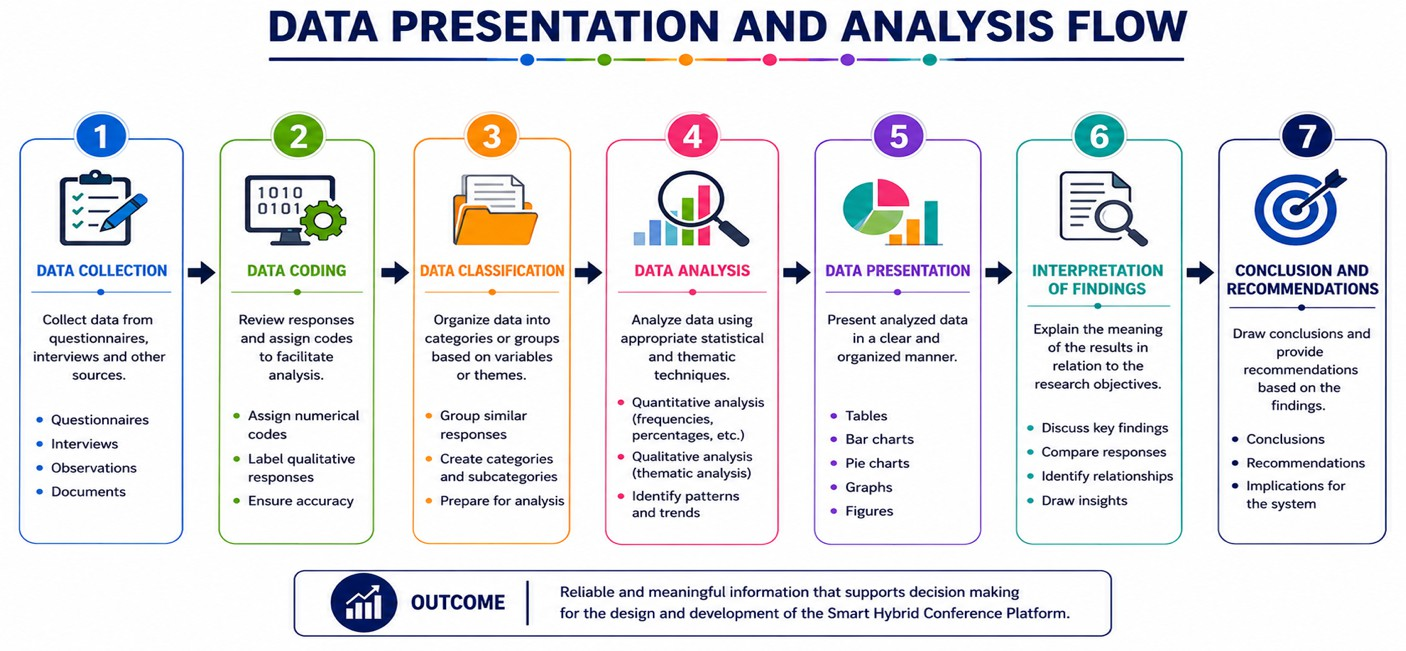 DATA PRESENTATION AND ANALYSIS FLOW
1
DATA COLLECTION
Collect data from
questionnaires,
interviews and other
sources.
Questionnaires
Interviews
Observations
Documents
2
1010
0101
DATA CODING
Review responses
and assign codes
to facilitate
analysis.
Assign numerical
codes
Label qualitative
responses
Ensure accuracy
3
DATA CLASSIFICATION
Organize data into
categories or groups
based on variables
or themes.
Group similar
responses
Create categories
and subcategories
Prepare for analysis
4
DATA ANALYSIS
Analyze data using
appropriate statistical
and thematic
techniques.
Quantitative analysis
(frequencies,
percentages, etc.)
Qualitative analysis
(thematic analysis)
Identify patterns
and trends
5
DATA PRESENTATION
Present analyzed data
in a clear and
organized manner.
Tables
Bar charts
Pie charts
Graphs
Figures
6
INTERPRETATION
OF FINDINGS
Explain the meaning
of the results in
relation to the
research objectives.
Discuss key findings
Compare responses
Identify relationships
Draw insights
7
CONCLUSION AND
RECOMMENDATIONS
Draw conclusions and
provide
recommendations
based on the
findings.
Conclusions
Recommendations
Implications for
the system
OUTCOME
Reliable and meaningful information that supports decision making
for the design and development of the Smart Hybrid Conference Platform.